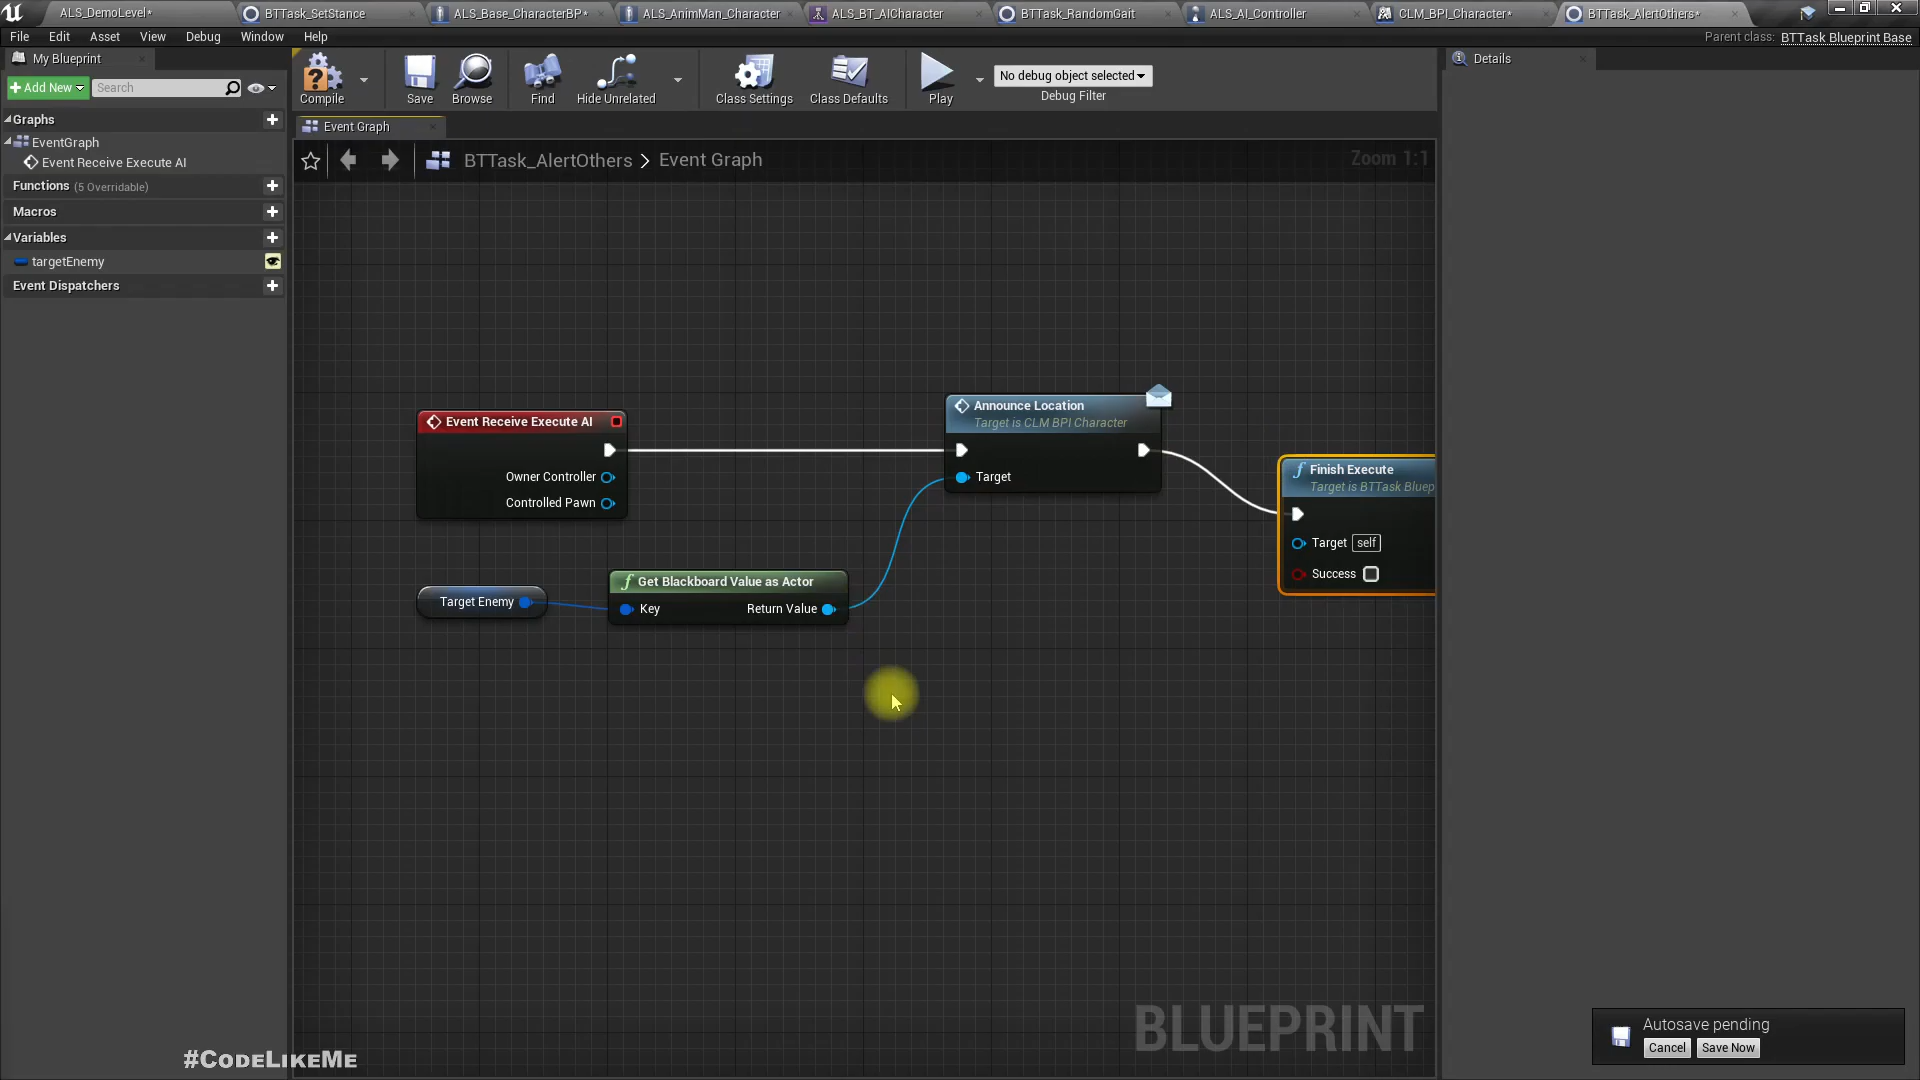 ALS_DemoLevel*
BTTask_SetStance
ALS_Base_CharacterBP*
ALS_AnimMan_Character
ALS_BT_AICharacter
BTTask_RandomGait
ALS_AI_Controller
CLM_BPI_Character*
BTTask_AlertOthers*
File Edit Asset View Debug Window Help
Parent class: BTTask Blueprint Base
My Blueprint
Details
Add New
Search
Compile
Save
Browse
Find
Hide Unrelated
Class Settings
Class Defaults
Play
No debug object selected
Debug Filter
Graphs
EventGraph
Event Receive Execute AI
Functions (5 Overridable)
Macros
Variables
targetEnemy
Event Dispatchers
Event Graph
BTTask_AlertOthers > Event Graph
Zoom 1:1
Event Receive Execute AI
Owner Controller
Controlled Pawn
Announce Location
Target is CLM BPI Character
Target
Finish Execute
Target is BTTask Bluep
Target self
Success
Target Enemy
Get Blackboard Value as Actor
Key
Return Value
BLUEPRINT
Autosave pending
Cancel
Save Now
#CodeLikeMe